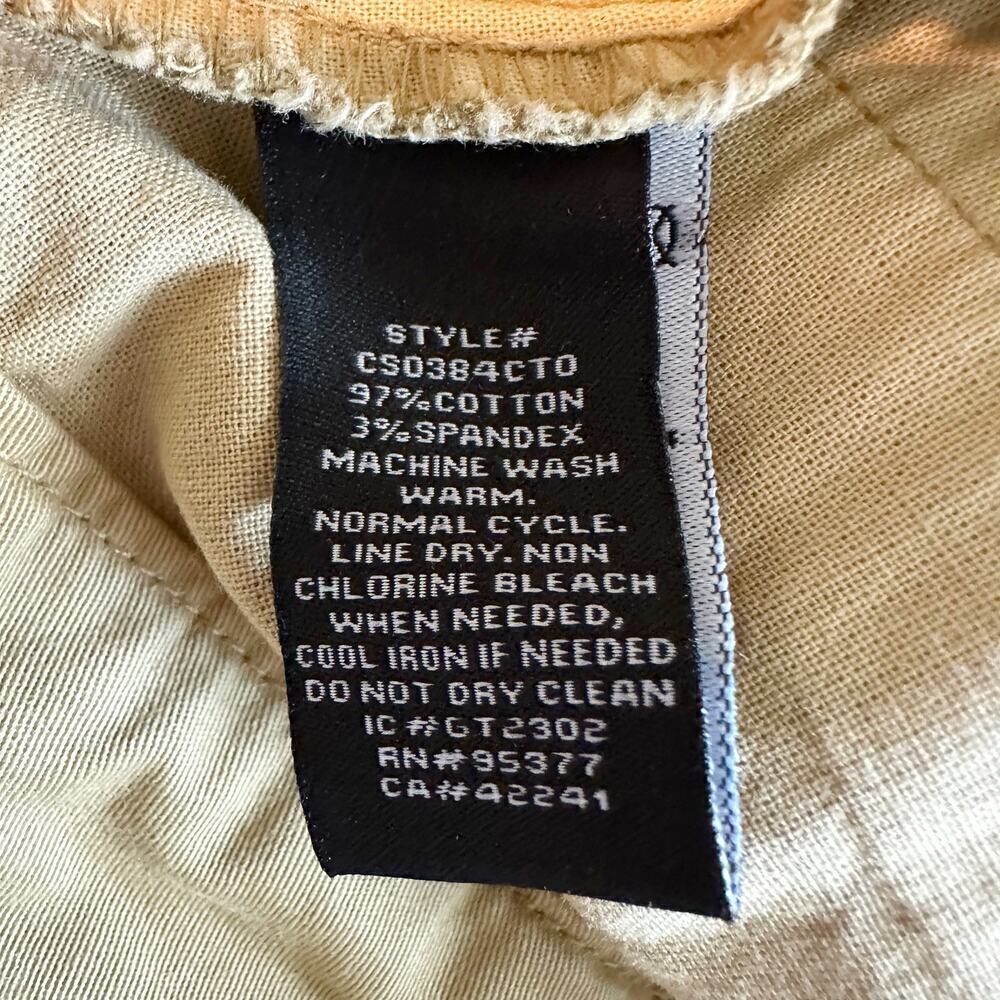 STYLE#
CS0384CTO
97%COTTON
3%SPANDEX
MACHINE WASH
WARM.
NORMAL CYCLE.
LINE DRY. NON
CHLORINE BLEACH
WHEN NEEDED,
COOL IRON IF NEEDED
DO NOT DRY CLEAN
IC#GT2302
RN#95377
CA#42241